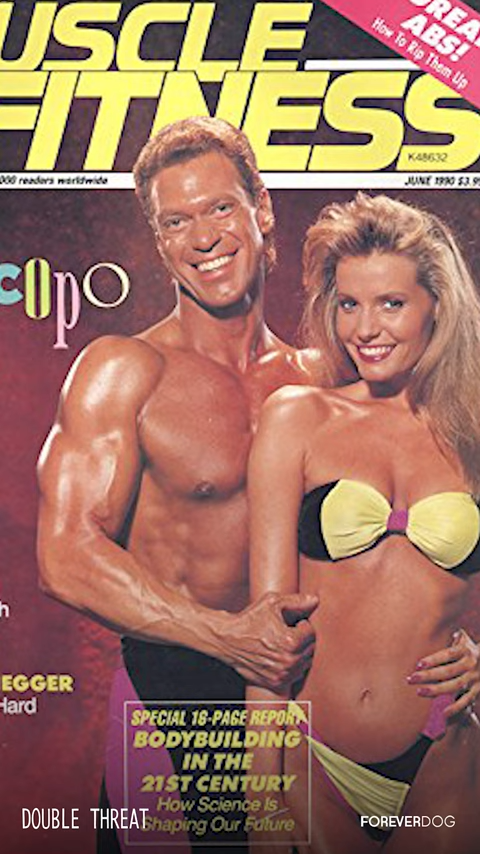 USCLE
FITNESS
REA
ABS!
How To Rip Them Up
K48632
000 readers worldwide
JUNE 1990 $3.9
copo
h
EGGER
Hard
SPECIAL 16-PAGE REPORT
BODYBUILDING
IN THE
21ST CENTURY
How Science Is
Shaping Our Future
DOUBLE THREAT
FOREVERDOG